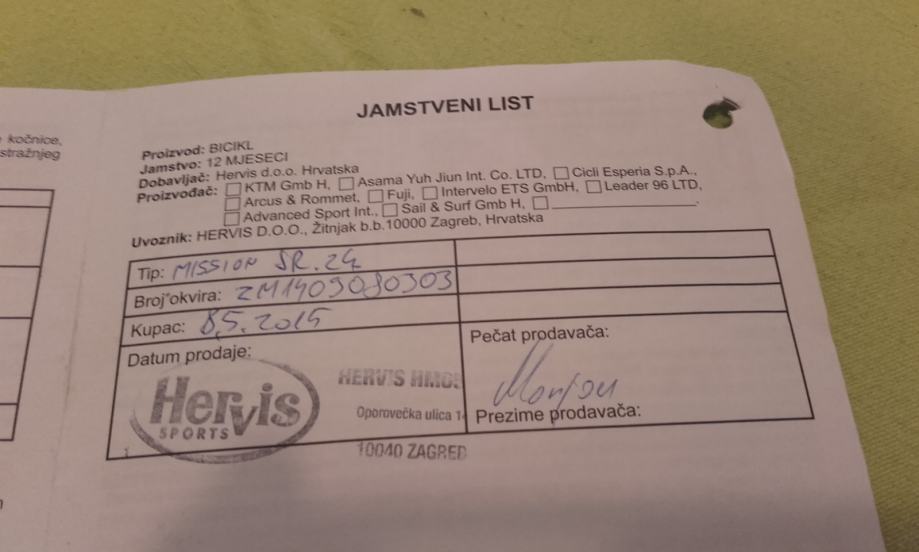 kočnice,
stražnjeg
JAMSTVENI LIST
Proizvod: BICIKL
Jamstvo: 12 MJESECI
Dobavljač: Hervis d.o.o. Hrvatska
Proizvođač: ☐ KTM Gmb H, ☐ Asama Yuh Jiun Int. Co. LTD, ☐ Cicli Esperia S.p.A.,
☐ Arcus & Rommet, ☐ Fuji, ☐ Intervelo ETS GmbH, ☐ Leader 96 LTD,
☐ Advanced Sport Int., ☐ Sail & Surf Gmb H, ☐ ____________________.
Uvoznik: HERVIS D.O.O., Žitnjak b.b.10000 Zagreb, Hrvatska
Tip: MISSION SR. 24
Broj okvira: ZM1409080303
Kupac: 8.5.2015
Datum prodaje:
Pečat prodavača:
Hervis
SPORTS
HERVIS
Oporovečka ulica 14
10040 ZAGREB
Prezime prodavača: